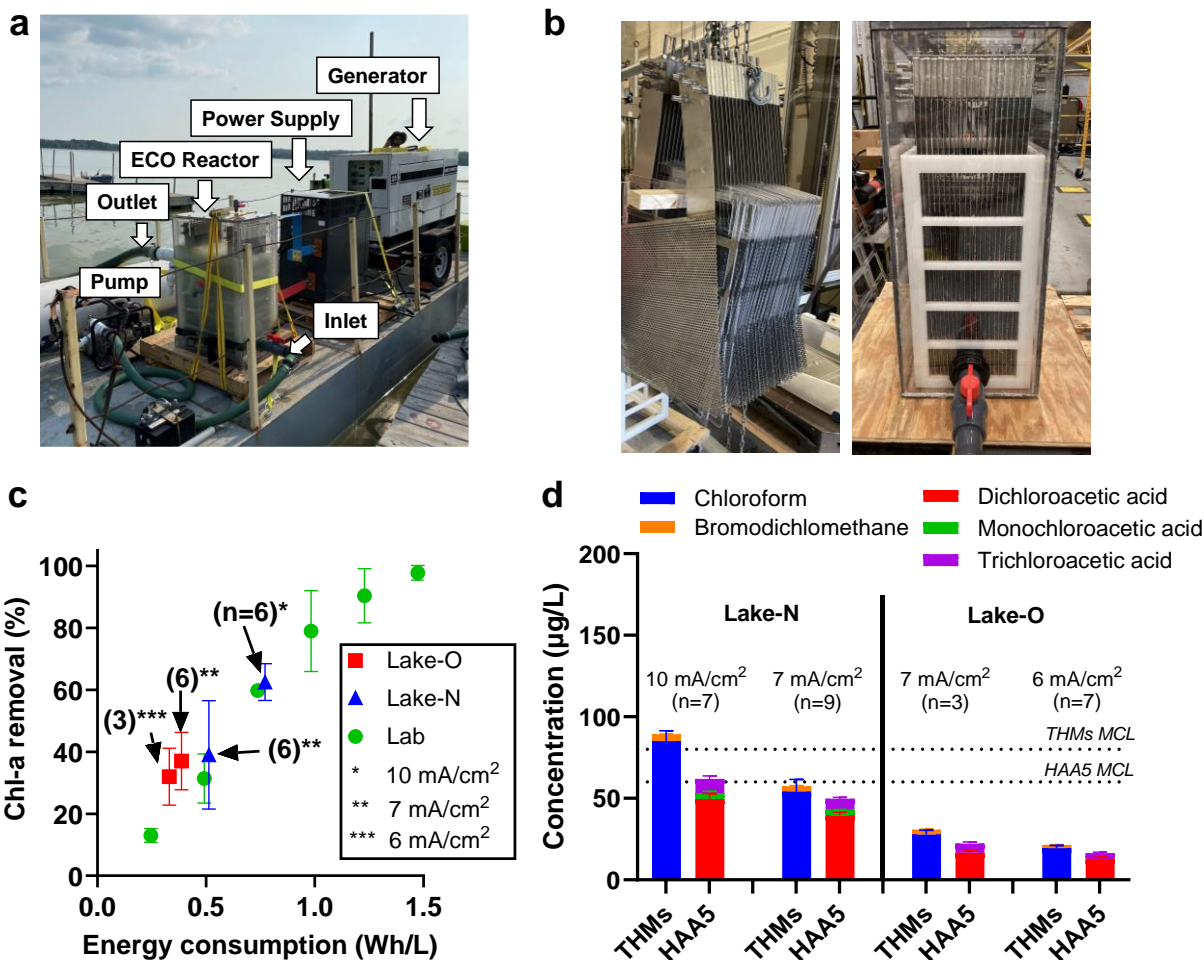 a
Generator
Power Supply
ECO Reactor
Outlet
Pump
Inlet
b
c
Chl-a removal (%)
100
80
60
40
20
0
0.0 0.5 1.0 1.5
Energy consumption (Wh/L)
(n=6)*
(6)**
(3)***
(6)**
Lake-O
Lake-N
Lab
* 10 mA/cm²
** 7 mA/cm²
*** 6 mA/cm²
d
Chloroform
Bromodichlomethane
Dichloroacetic acid
Monochloroacetic acid
Trichloroacetic acid
Concentration (µg/L)
200
150
100
50
0
Lake-N Lake-O
10 mA/cm² 7 mA/cm² 7 mA/cm² 6 mA/cm²
(n=7) (n=9) (n=3) (n=7)
THMs MCL
HAA5 MCL
THMs HAA5 THMs HAA5 THMs HAA5 THMs HAA5